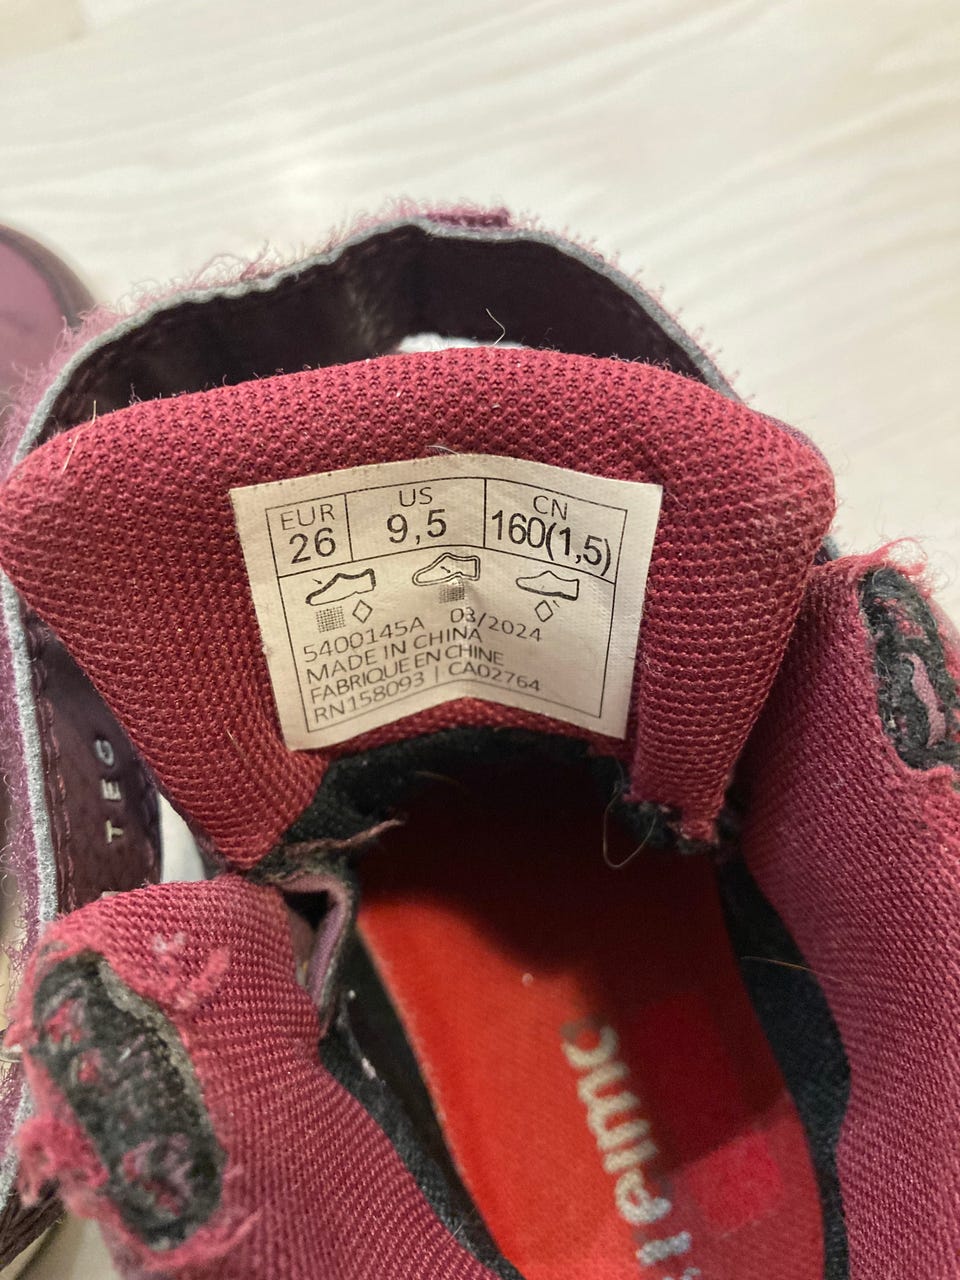 EUR US CN
26 9,5 160(1,5)
5400145A 03/2024
MADE IN CHINA
FABRIQUE EN CHINE
RN158093 | CA02764
TEC